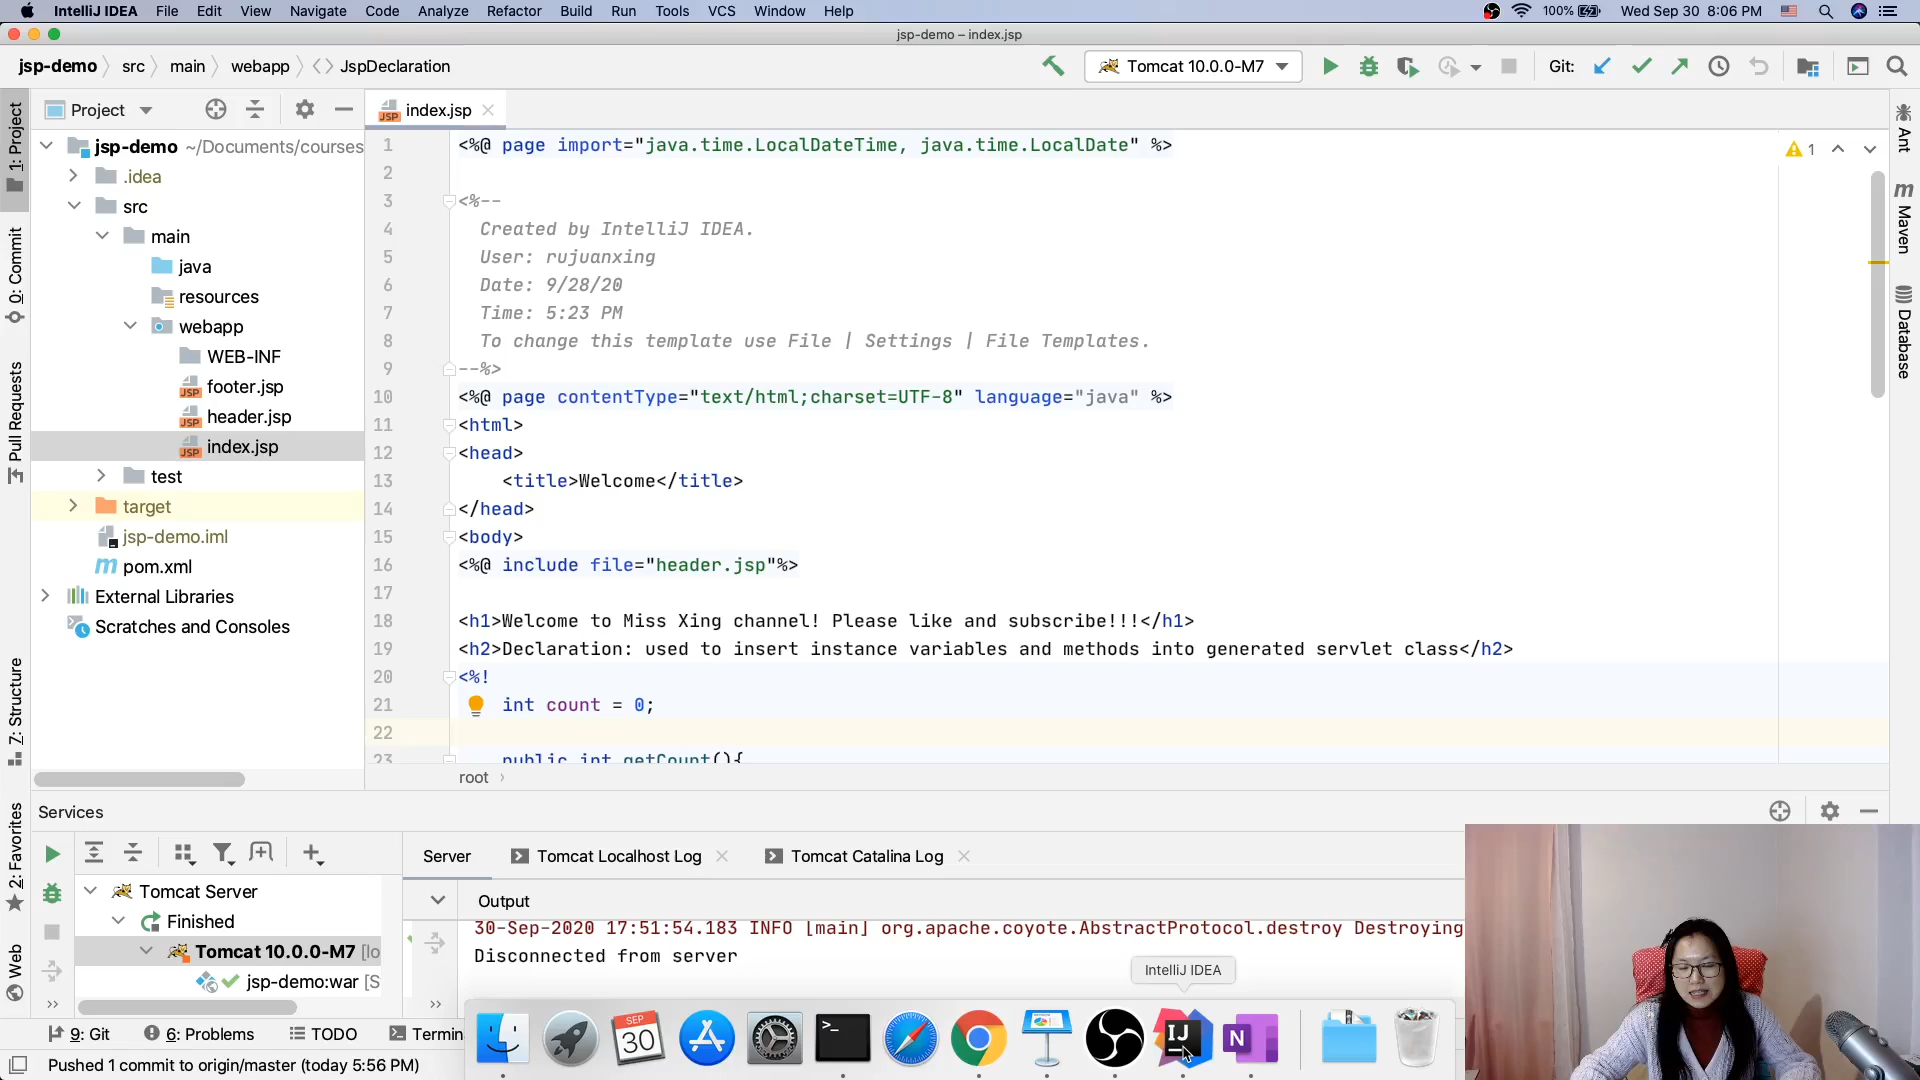 IntelliJ IDEA File Edit View Navigate Code Analyze Refactor Build Run Tools VCS Window Help 100% Wed Sep 30 8:06 PM
jsp-demo – index.jsp
jsp-demo src main webapp <> JspDeclaration Tomcat 10.0.0-M7 Git:
Project index.jsp
1: Project
0: Commit
Pull Requests
Z: Structure
2: Favorites
Web
jsp-demo ~/Documents/courses
.idea
src
main
java
resources
webapp
WEB-INF
footer.jsp
header.jsp
index.jsp
test
target
jsp-demo.iml
pom.xml
External Libraries
Scratches and Consoles
1 <%@ page import="java.time.LocalDateTime, java.time.LocalDate" %>
2
3 <%--
4 Created by IntelliJ IDEA.
5 User: rujuanxing
6 Date: 9/28/20
7 Time: 5:23 PM
8 To change this template use File | Settings | File Templates.
9 --%>
10 <%@ page contentType="text/html;charset=UTF-8" language="java" %>
11 <html>
12 <head>
13 <title>Welcome</title>
14 </head>
15 <body>
16 <%@ include file="header.jsp"%>
17
18 <h1>Welcome to Miss Xing channel! Please like and subscribe!!!</h1>
19 <h2>Declaration: used to insert instance variables and methods into generated servlet class</h2>
20 <%!
21 int count = 0;
22
23 public int getCount(){
root
1
Ant
Maven
Database
Services
Server Tomcat Localhost Log Tomcat Catalina Log
Tomcat Server
Finished
Tomcat 10.0.0-M7 [lo
jsp-demo:war [S
Output
30-Sep-2020 17:51:54.183 INFO [main] org.apache.coyote.AbstractProtocol.destroy Destroying
Disconnected from server
IntelliJ IDEA
SEP
30
IJ
N
9: Git 6: Problems TODO Termin
Pushed 1 commit to origin/master (today 5:56 PM)